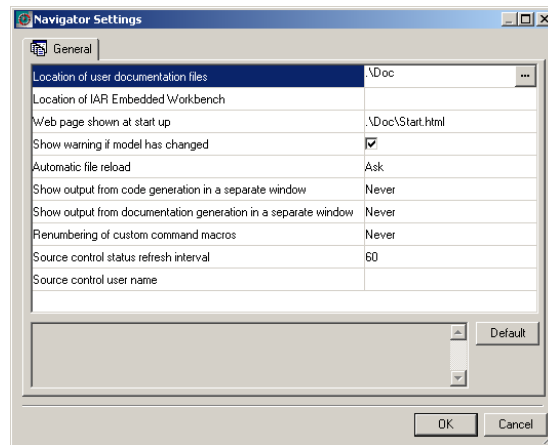 Navigator Settings
General
Location of user documentation files .\Doc ...
Location of IAR Embedded Workbench
Web page shown at start up .\Doc\Start.html
Show warning if model has changed
Automatic file reload Ask
Show output from code generation in a separate window Never
Show output from documentation generation in a separate window Never
Renumbering of custom command macros Never
Source control status refresh interval 60
Source control user name
Default
OK Cancel